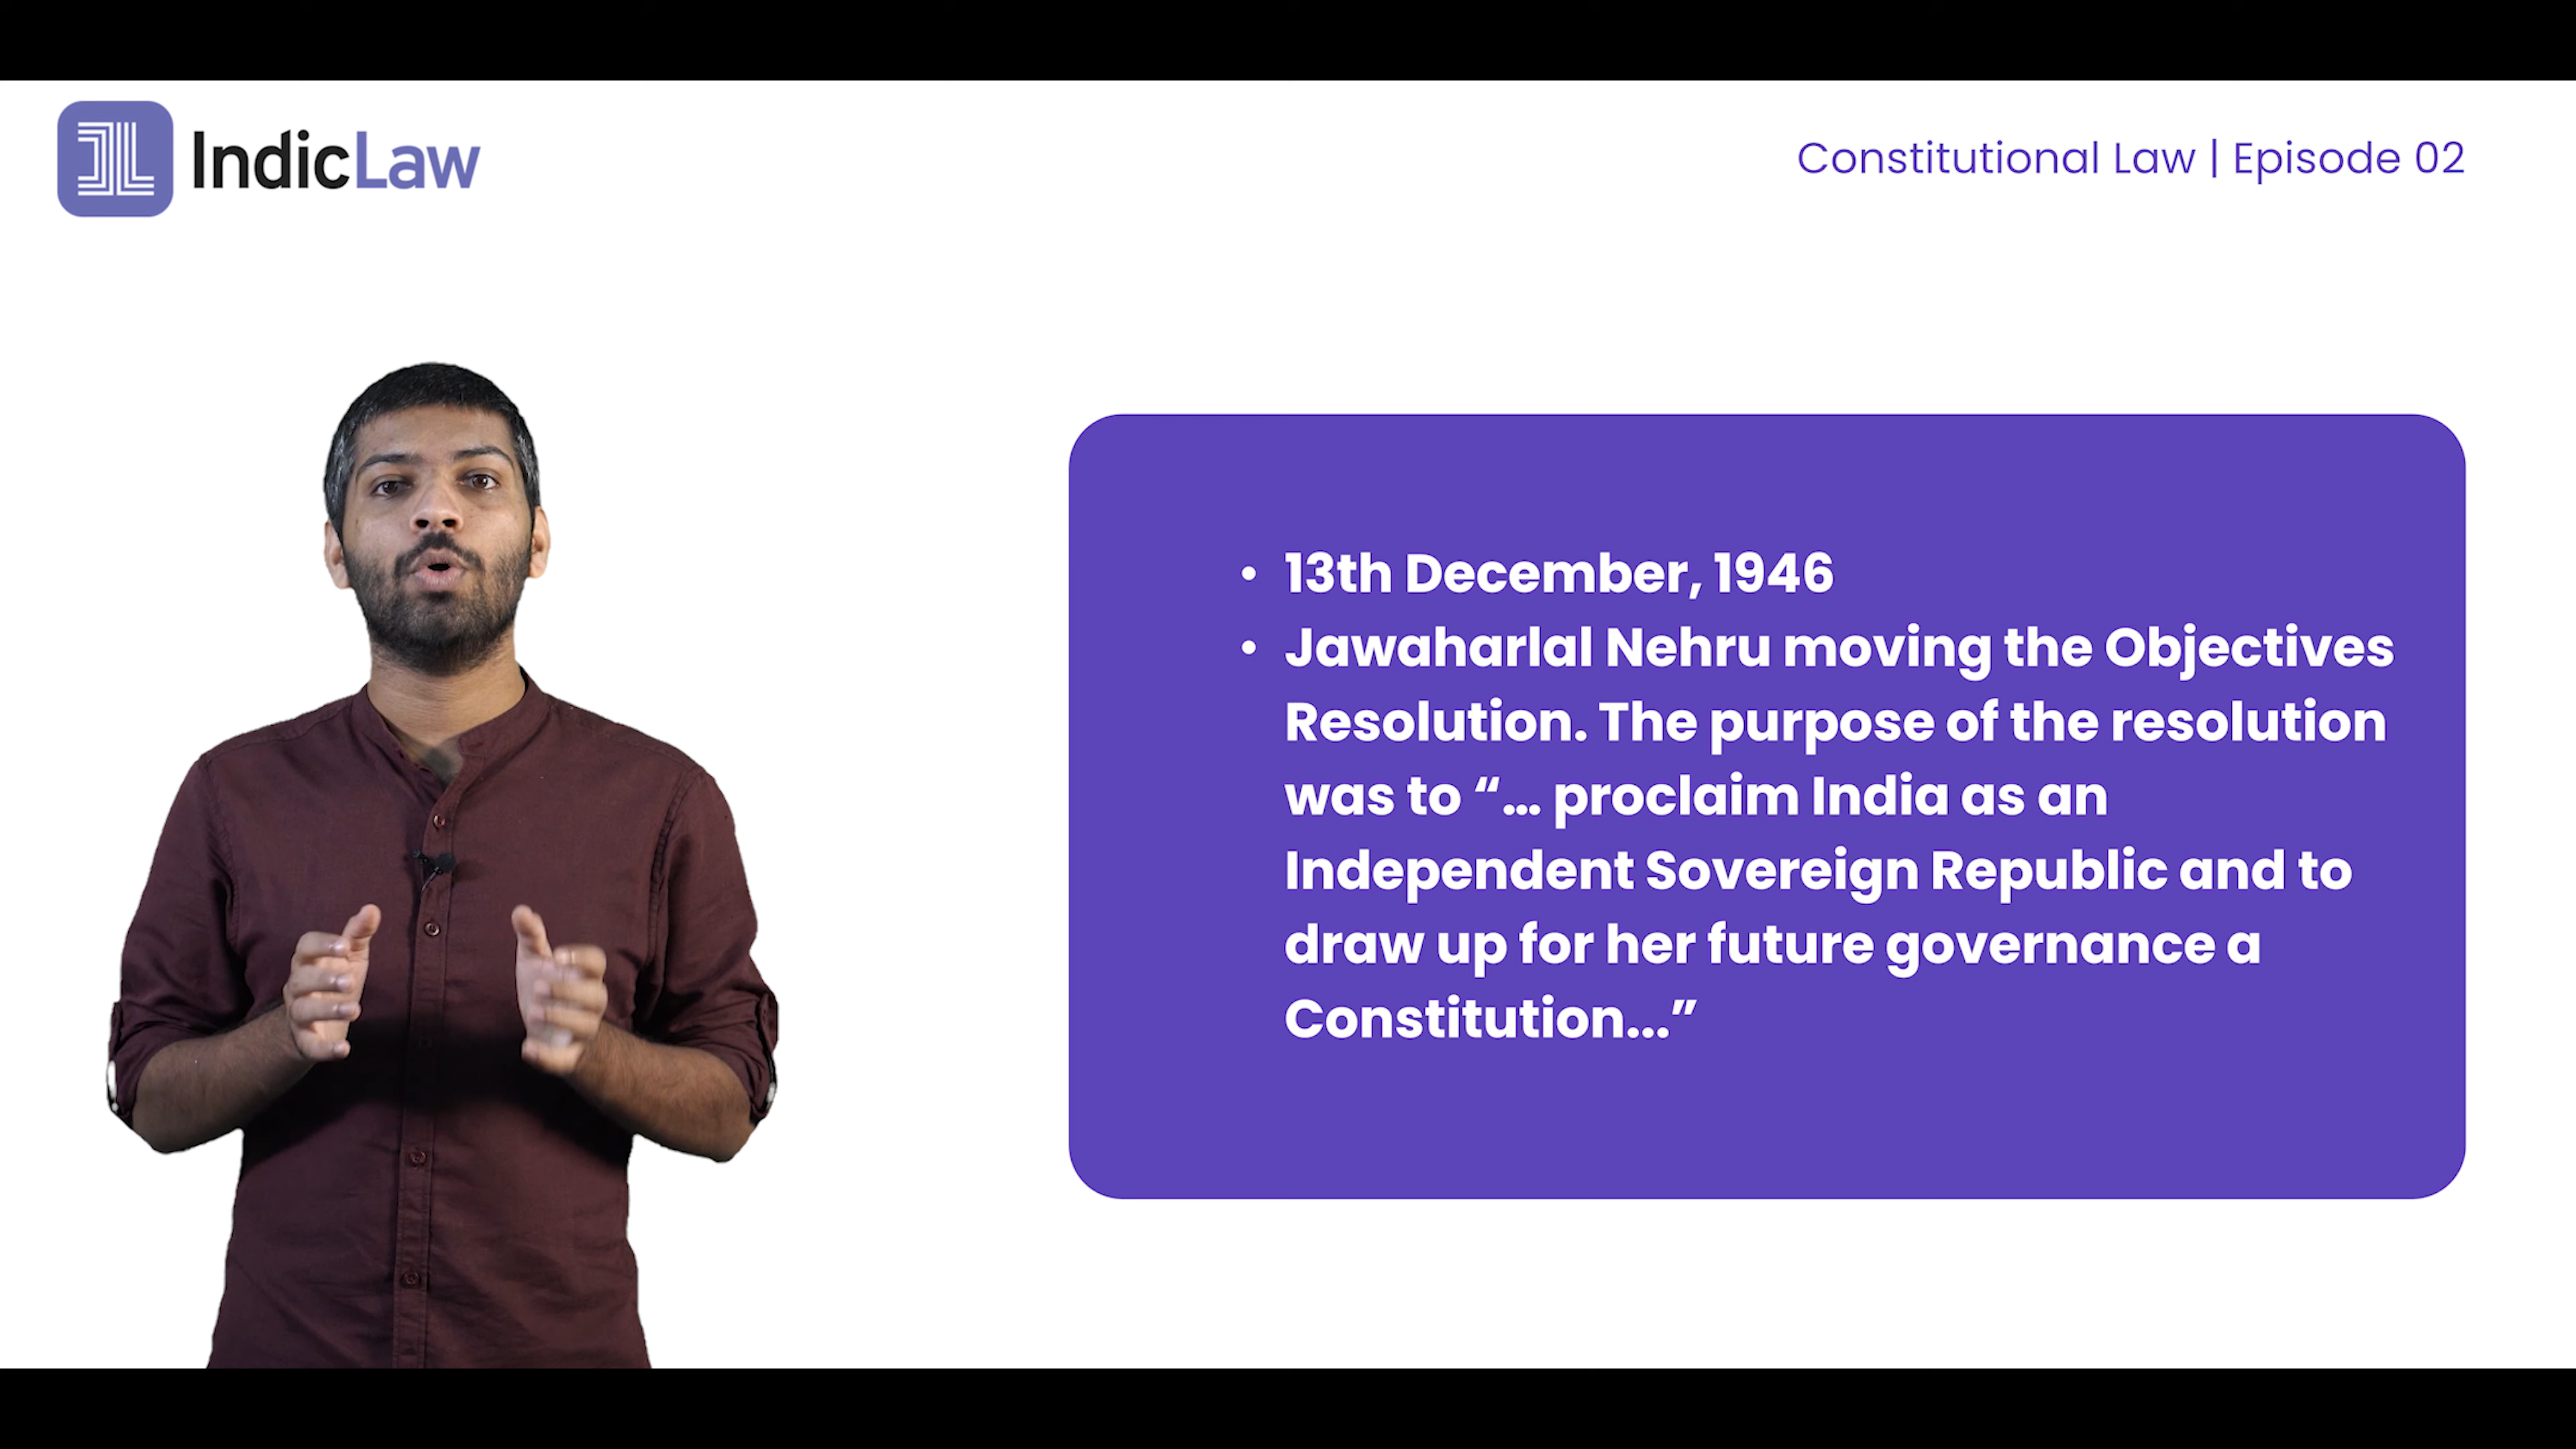 IndicLaw
Constitutional Law | Episode 02
• 13th December, 1946
• Jawaharlal Nehru moving the Objectives
Resolution. The purpose of the resolution
was to “... proclaim India as an
Independent Sovereign Republic and to
draw up for her future governance a
Constitution...”